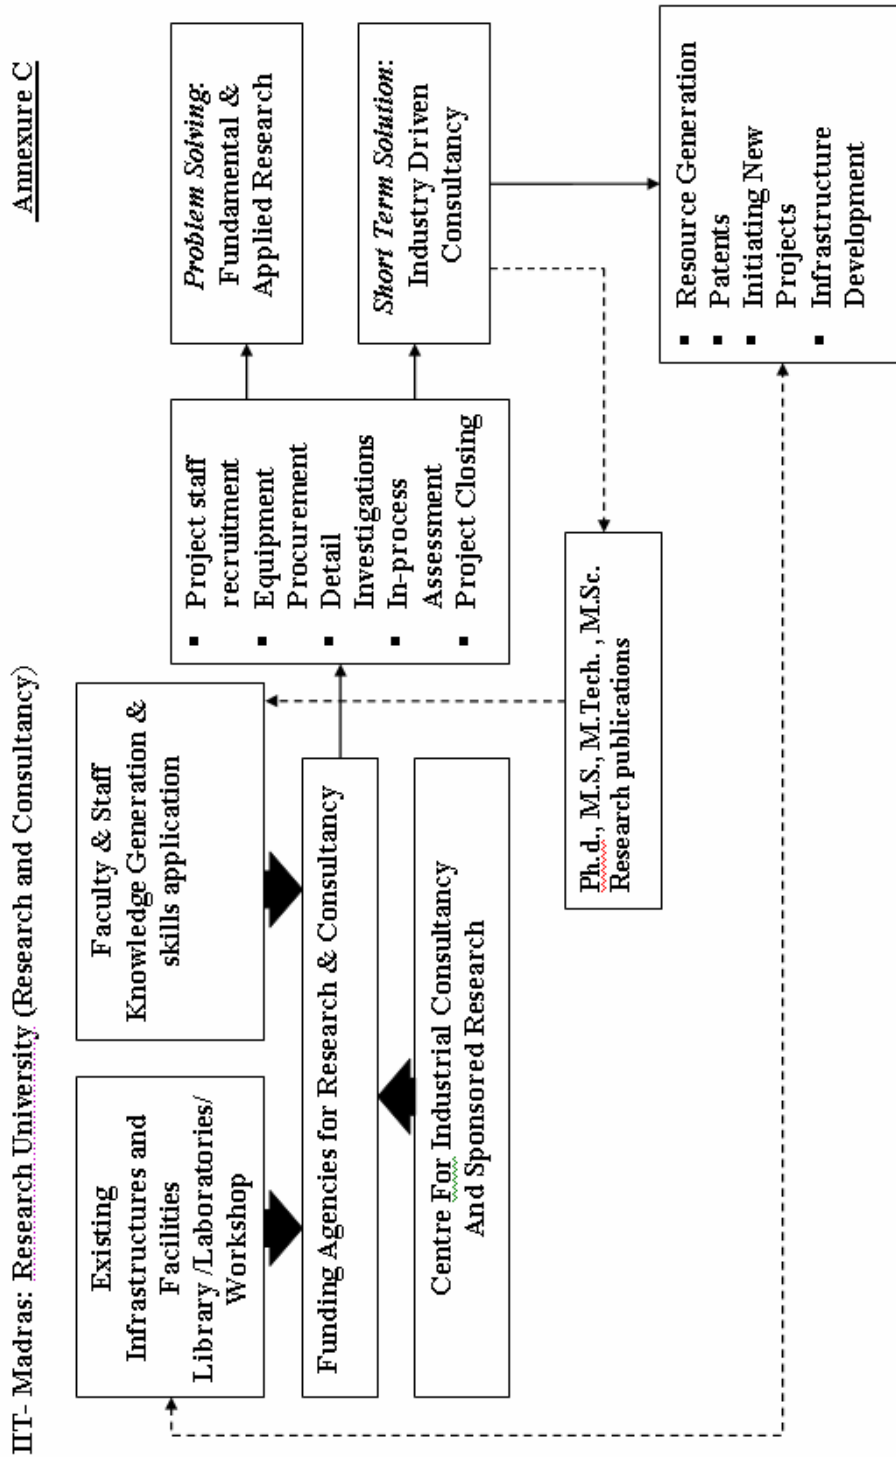 IIT- Madras: Research University (Research and Consultancy)
Annexure C
Existing
Infrastructures and
Facilities
Library /Laboratories/
Workshop
Faculty & Staff
Knowledge Generation &
skills application
Funding Agencies for Research & Consultancy
Centre For Industrial Consultancy
And Sponsored Research
▪ Project staff
recruitment
▪ Equipment
Procurement
▪ Detail
Investigations
▪ In-process
Assessment
▪ Project Closing
Problem Solving:
Fundamental &
Applied Research
Short Term Solution:
Industry Driven
Consultancy
Ph.d., M.S., M.Tech. , M.Sc.
Research publications
▪ Resource Generation
▪ Patents
▪ Initiating New
Projects
▪ Infrastructure
Development